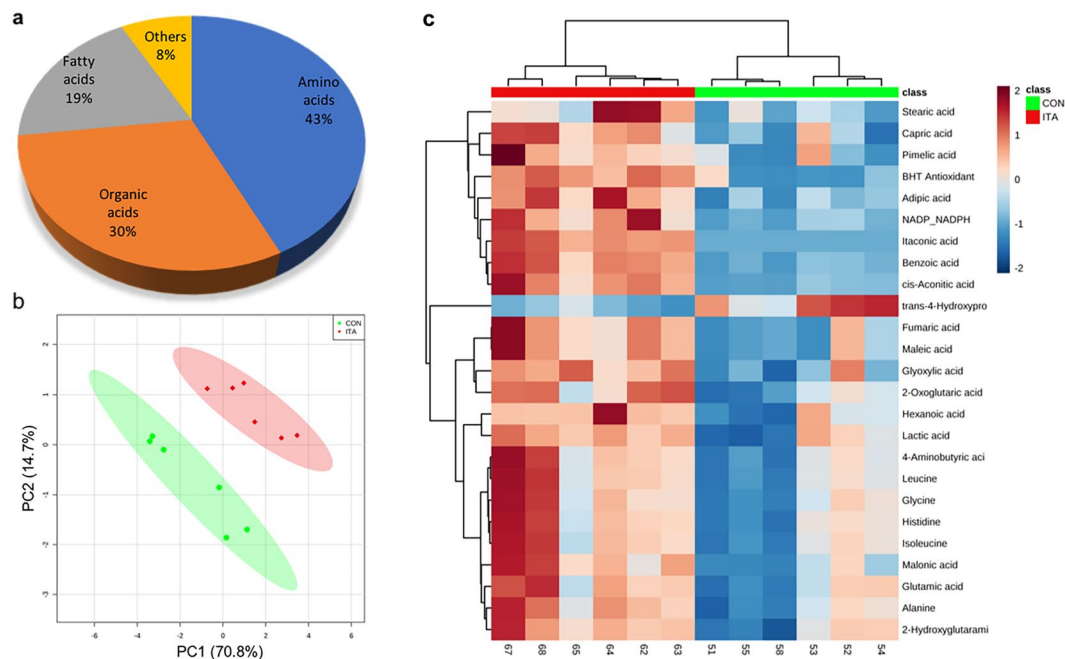 a
Others
8%
Fatty
acids
19%
Amino
acids
43%
Organic
acids
30%
b
CON
ITA
2
1
0
-1
-2
-3
-6
-4
-2
0
2
4
6
PC2 (14.7%)
PC1 (70.8%)
c
class
Stearic acid
Capric acid
Pimelic acid
BHT Antioxidant
Adipic acid
NADP_NADPH
Itaconic acid
Benzoic acid
cis-Aconitic acid
trans-4-Hydroxypro
Fumaric acid
Maleic acid
Glyoxylic acid
2-Oxoglutaric acid
Hexanoic acid
Lactic acid
4-Aminobutyric aci
Leucine
Glycine
Histidine
Isoleucine
Malonic acid
Glutamic acid
Alanine
2-Hydroxyglutarami
67 68 65 64 62 63 51 55 58 53 52 54
2
1
0
-1
-2
class
CON
ITA